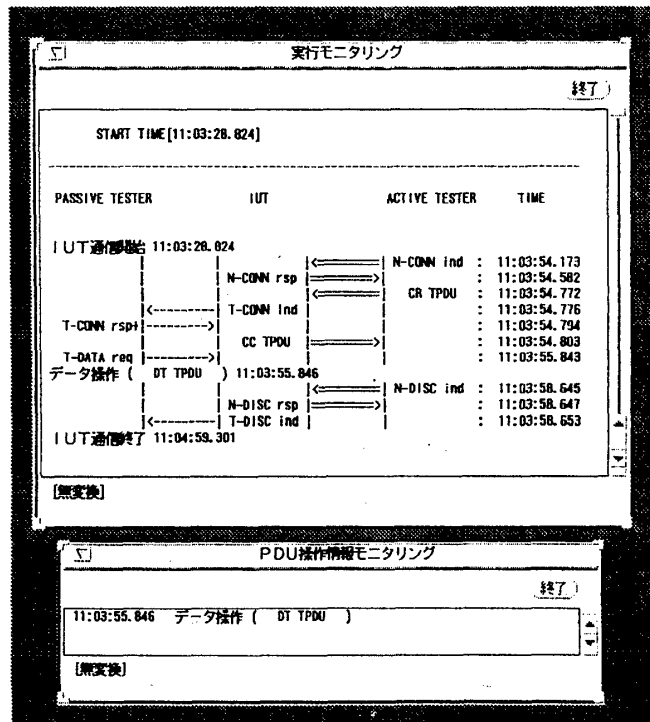 実行モニタリング
終了
START TIME[11:03:28.824]
PASSIVE TESTER IUT ACTIVE TESTER TIME
IUT通信開始 11:03:28.824
N-CONN ind : 11:03:54.173
N-CONN rsp : 11:03:54.582
CR TPDU : 11:03:54.772
T-CONN ind : 11:03:54.776
T-CONN rsp+ : 11:03:54.794
CC TPDU : 11:03:54.803
T-DATA req : 11:03:55.843
データ操作 ( DT TPDU ) 11:03:55.846
N-DISC ind : 11:03:58.645
N-DISC rsp : 11:03:58.647
T-DISC ind : 11:03:58.653
IUT通信終了 11:04:59.301
[無変換]
PDU操作情報モニタリング
終了
11:03:55.846 データ操作 ( DT TPDU )
[無変換]